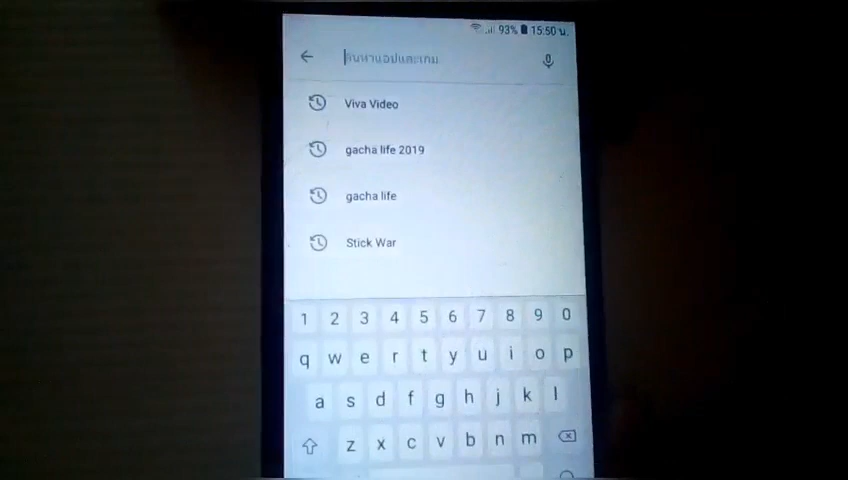 93% 15:50 น.
ค้นหาแอปและเกม
Viva Video
gacha life 2019
gacha life
Stick War
1 2 3 4 5 6 7 8 9 0
q w e r t y u i o p
a s d f g h j k l
z x c v b n m